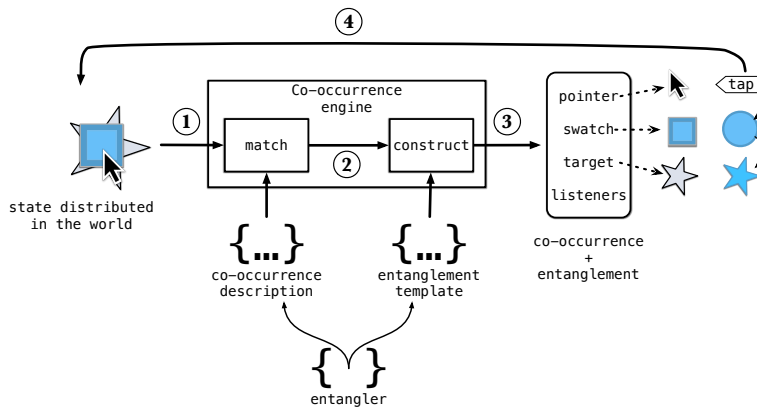 ④
tap
Co-occurrence
engine
①
③
pointer
match
②
construct
swatch
target
listeners
state distributed
in the world
{...}
{...}
co-occurrence
description
entanglement
template
co-occurrence
+
entanglement
{ }
entangler